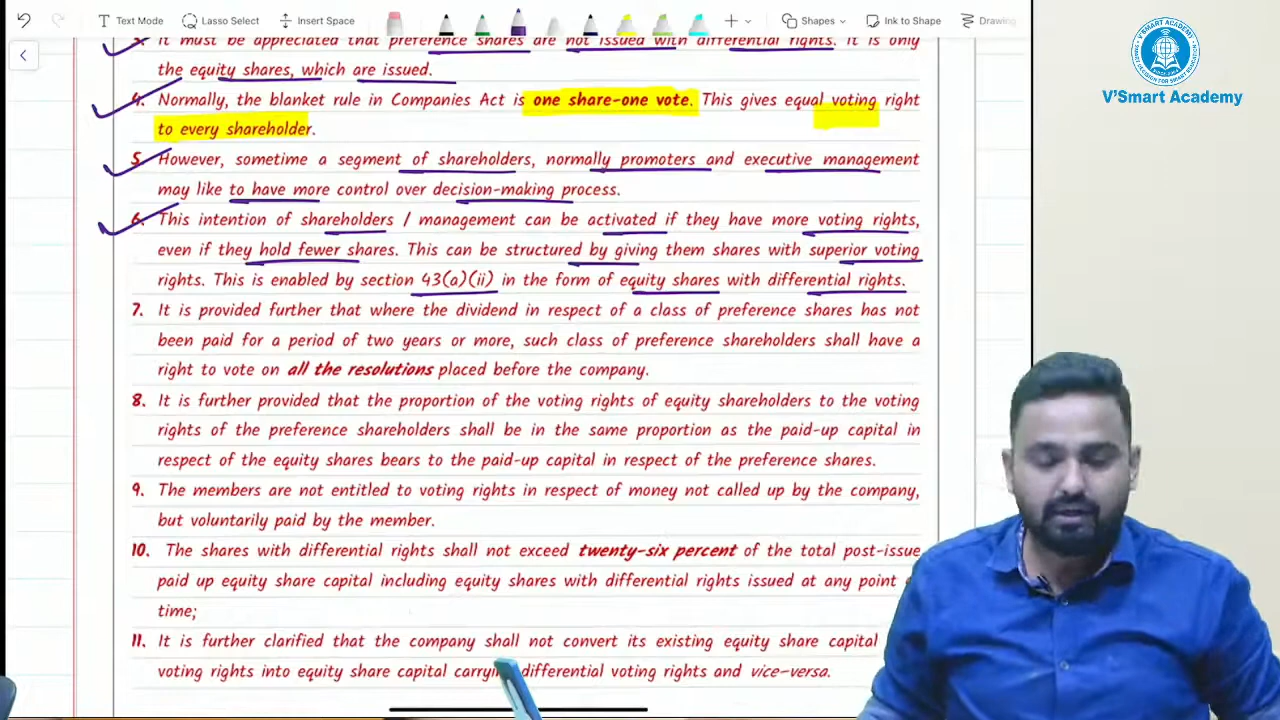 Text Mode
Lasso Select
Insert Space
Shapes
Ink to Shape
Drawing
It must be appreciated that preference shares are not issued with differential rights. It is only
the equity shares, which are issued.
4. Normally, the blanket rule in Companies Act is one share-one vote. This gives equal voting right
to every shareholder.
5. However, sometime a segment of shareholders, normally promoters and executive management
may like to have more control over decision-making process.
6. This intention of shareholders / management can be activated if they have more voting rights,
even if they hold fewer shares. This can be structured by giving them shares with superior voting
rights. This is enabled by section 43(a)(ii) in the form of equity shares with differential rights.
7. It is provided further that where the dividend in respect of a class of preference shares has not
been paid for a period of two years or more, such class of preference shareholders shall have a
right to vote on all the resolutions placed before the company.
8. It is further provided that the proportion of the voting rights of equity shareholders to the voting
rights of the preference shareholders shall be in the same proportion as the paid-up capital in
respect of the equity shares bears to the paid-up capital in respect of the preference shares.
9. The members are not entitled to voting rights in respect of money not called up by the company,
but voluntarily paid by the member.
10. The shares with differential rights shall not exceed twenty-six percent of the total post-issue
paid up equity share capital including equity shares with differential rights issued at any point
time;
11. It is further clarified that the company shall not convert its existing equity share capital
voting rights into equity share capital differential voting rights and vice-versa.
V'SMART ACADEMY
V'Smart Academy